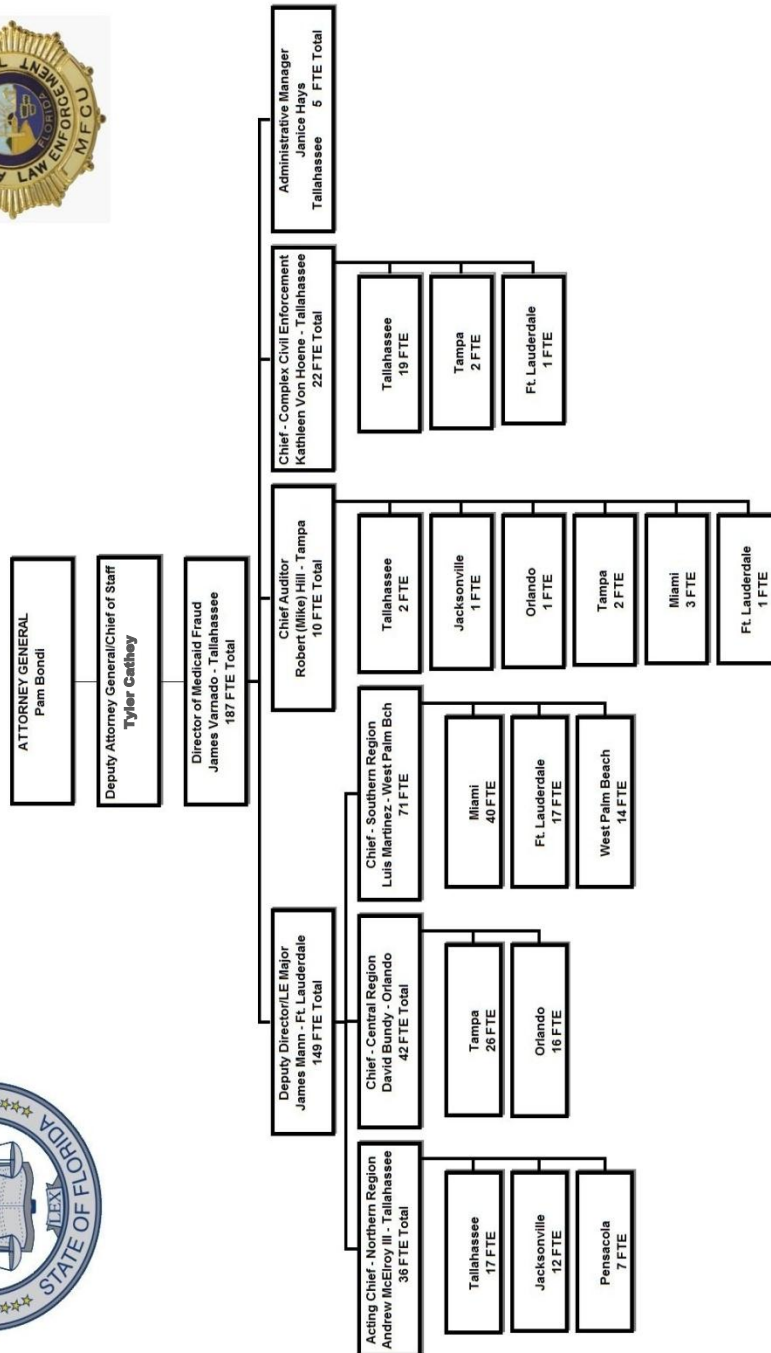 STATE OF FLORIDA
LEX
LAW ENFORCEMENT
FLORIDA
MFCU
ATTORNEY GENERAL
Pam Bondi
Deputy Attorney General/Chief of Staff
Tyler Cathey
Director of Medicaid Fraud
James Varnado - Tallahassee
187 FTE Total
Deputy Director/LE Major
James Mann - Ft. Lauderdale
149 FTE Total
Chief Auditor
Robert (Mike) Hill - Tampa
10 FTE Total
Chief - Complex Civil Enforcement
Kathleen Von Hoene - Tallahassee
22 FTE Total
Administrative Manager
Janice Hays
Tallahassee 5 FTE Total
Acting Chief - Northern Region
Andrew McElroy III - Tallahassee
36 FTE Total
Chief - Central Region
David Bundy - Orlando
42 FTE Total
Chief - Southern Region
Luis Martinez - West Palm Bch
71 FTE
Tallahassee
17 FTE
Jacksonville
12 FTE
Pensacola
7 FTE
Tampa
26 FTE
Orlando
16 FTE
Miami
40 FTE
Ft. Lauderdale
17 FTE
West Palm Beach
14 FTE
Tallahassee
2 FTE
Jacksonville
1 FTE
Orlando
1 FTE
Tampa
2 FTE
Miami
3 FTE
Ft. Lauderdale
1 FTE
Tallahassee
19 FTE
Tampa
2 FTE
Ft. Lauderdale
1 FTE